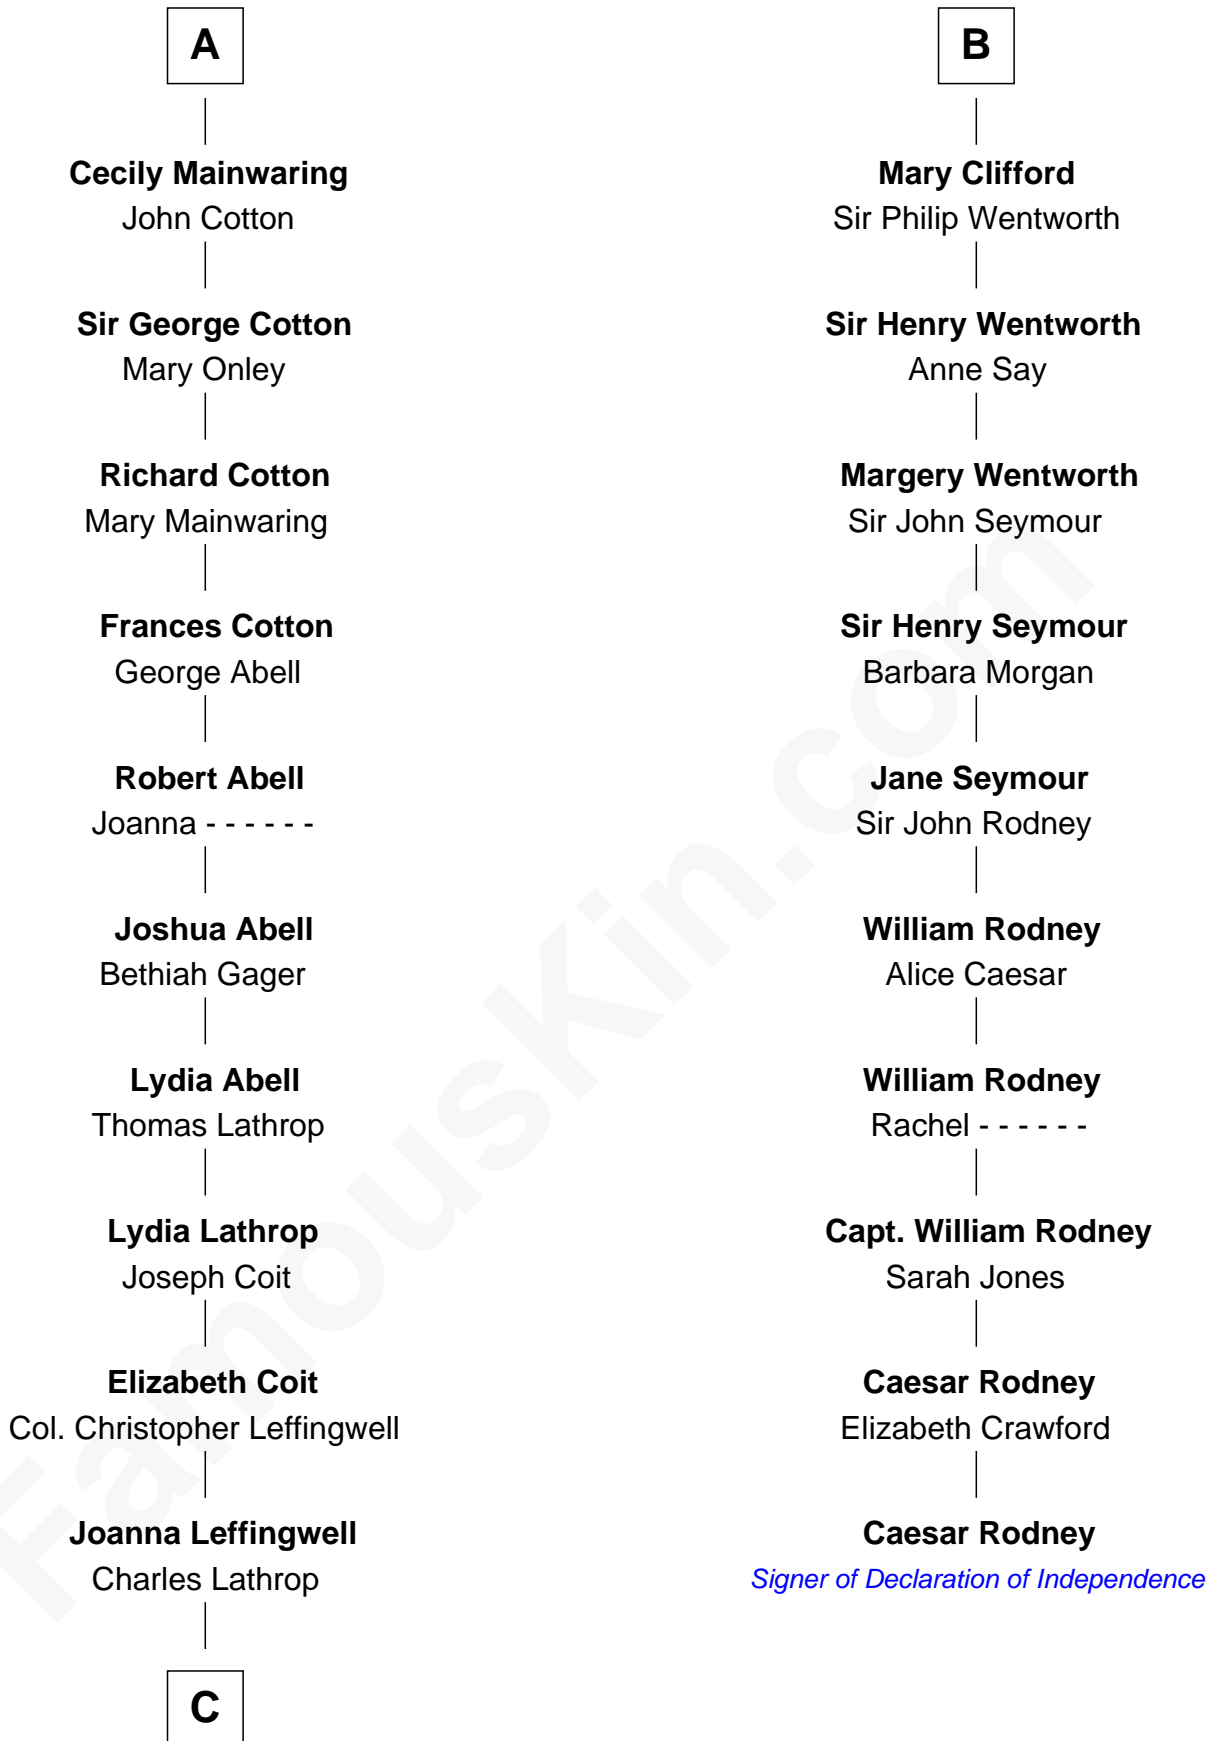 A
Cecily Mainwaring
John Cotton
Sir George Cotton
Mary Onley
Richard Cotton
Mary Mainwaring
Frances Cotton
George Abell
Robert Abell
Joanna - - - - - -
Joshua Abell
Bethiah Gager
Lydia Abell
Thomas Lathrop
Lydia Lathrop
Joseph Coit
Elizabeth Coit
Col. Christopher Leffingwell
Joanna Leffingwell
Charles Lathrop
C
B
Mary Clifford
Sir Philip Wentworth
Sir Henry Wentworth
Anne Say
Margery Wentworth
Sir John Seymour
Sir Henry Seymour
Barbara Morgan
Jane Seymour
Sir John Rodney
William Rodney
Alice Caesar
William Rodney
Rachel - - - - - -
Capt. William Rodney
Sarah Jones
Caesar Rodney
Elizabeth Crawford
Caesar Rodney
Signer of Declaration of Independence
FamousKin.com